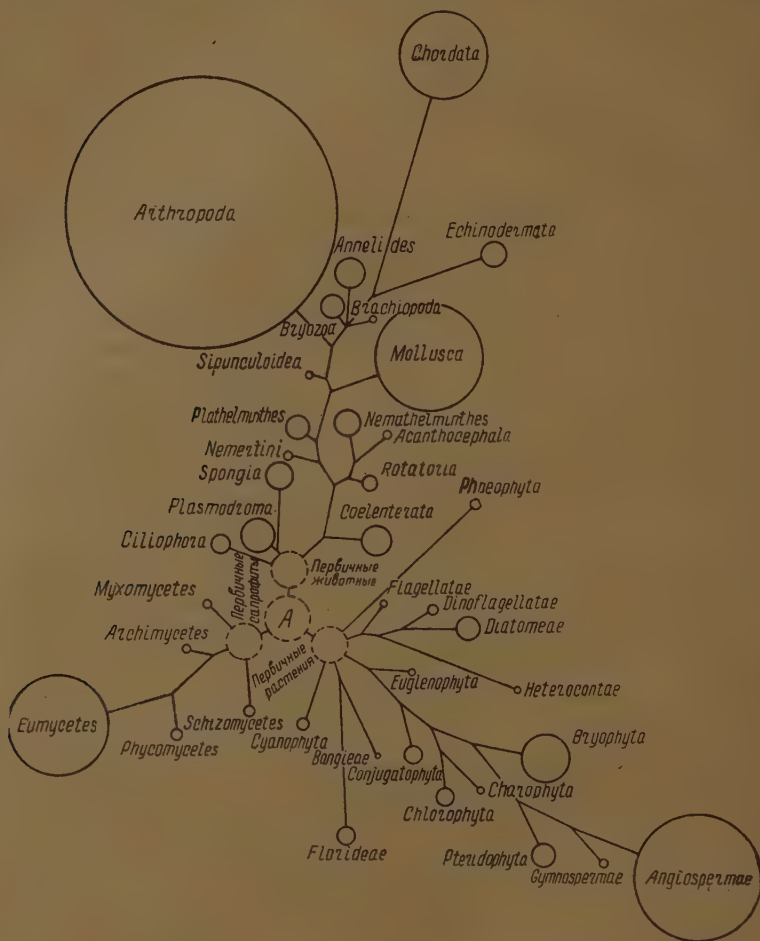 Chordata
Arthropoda
Echinodermata
Annelides
Brachiopoda
Bryozoa
Mollusca
Sipunculoidea
Plathelminthes
Nemathelminthes
Acanthocephala
Nemertini
Spongia
Rotatoria
Phaeophyta
Plasmodroma
Coelenterata
Ciliophora
Первичные
животные
Первичные
сапрофиты
Myxomycetes
Flagellatae
Dinoflagellatae
A
Diatomeae
Archimycetes
Первичные
растения
Euglenophyta
Heterocontae
Eumycetes
Schizomycetes
Phycomycetes
Cyanophyta
Bangieae
Conjugatophyta
Bryophyta
Charophyta
Chlorophyta
Florideae
Pteridophyta
Gymnospermae
Angiospermae